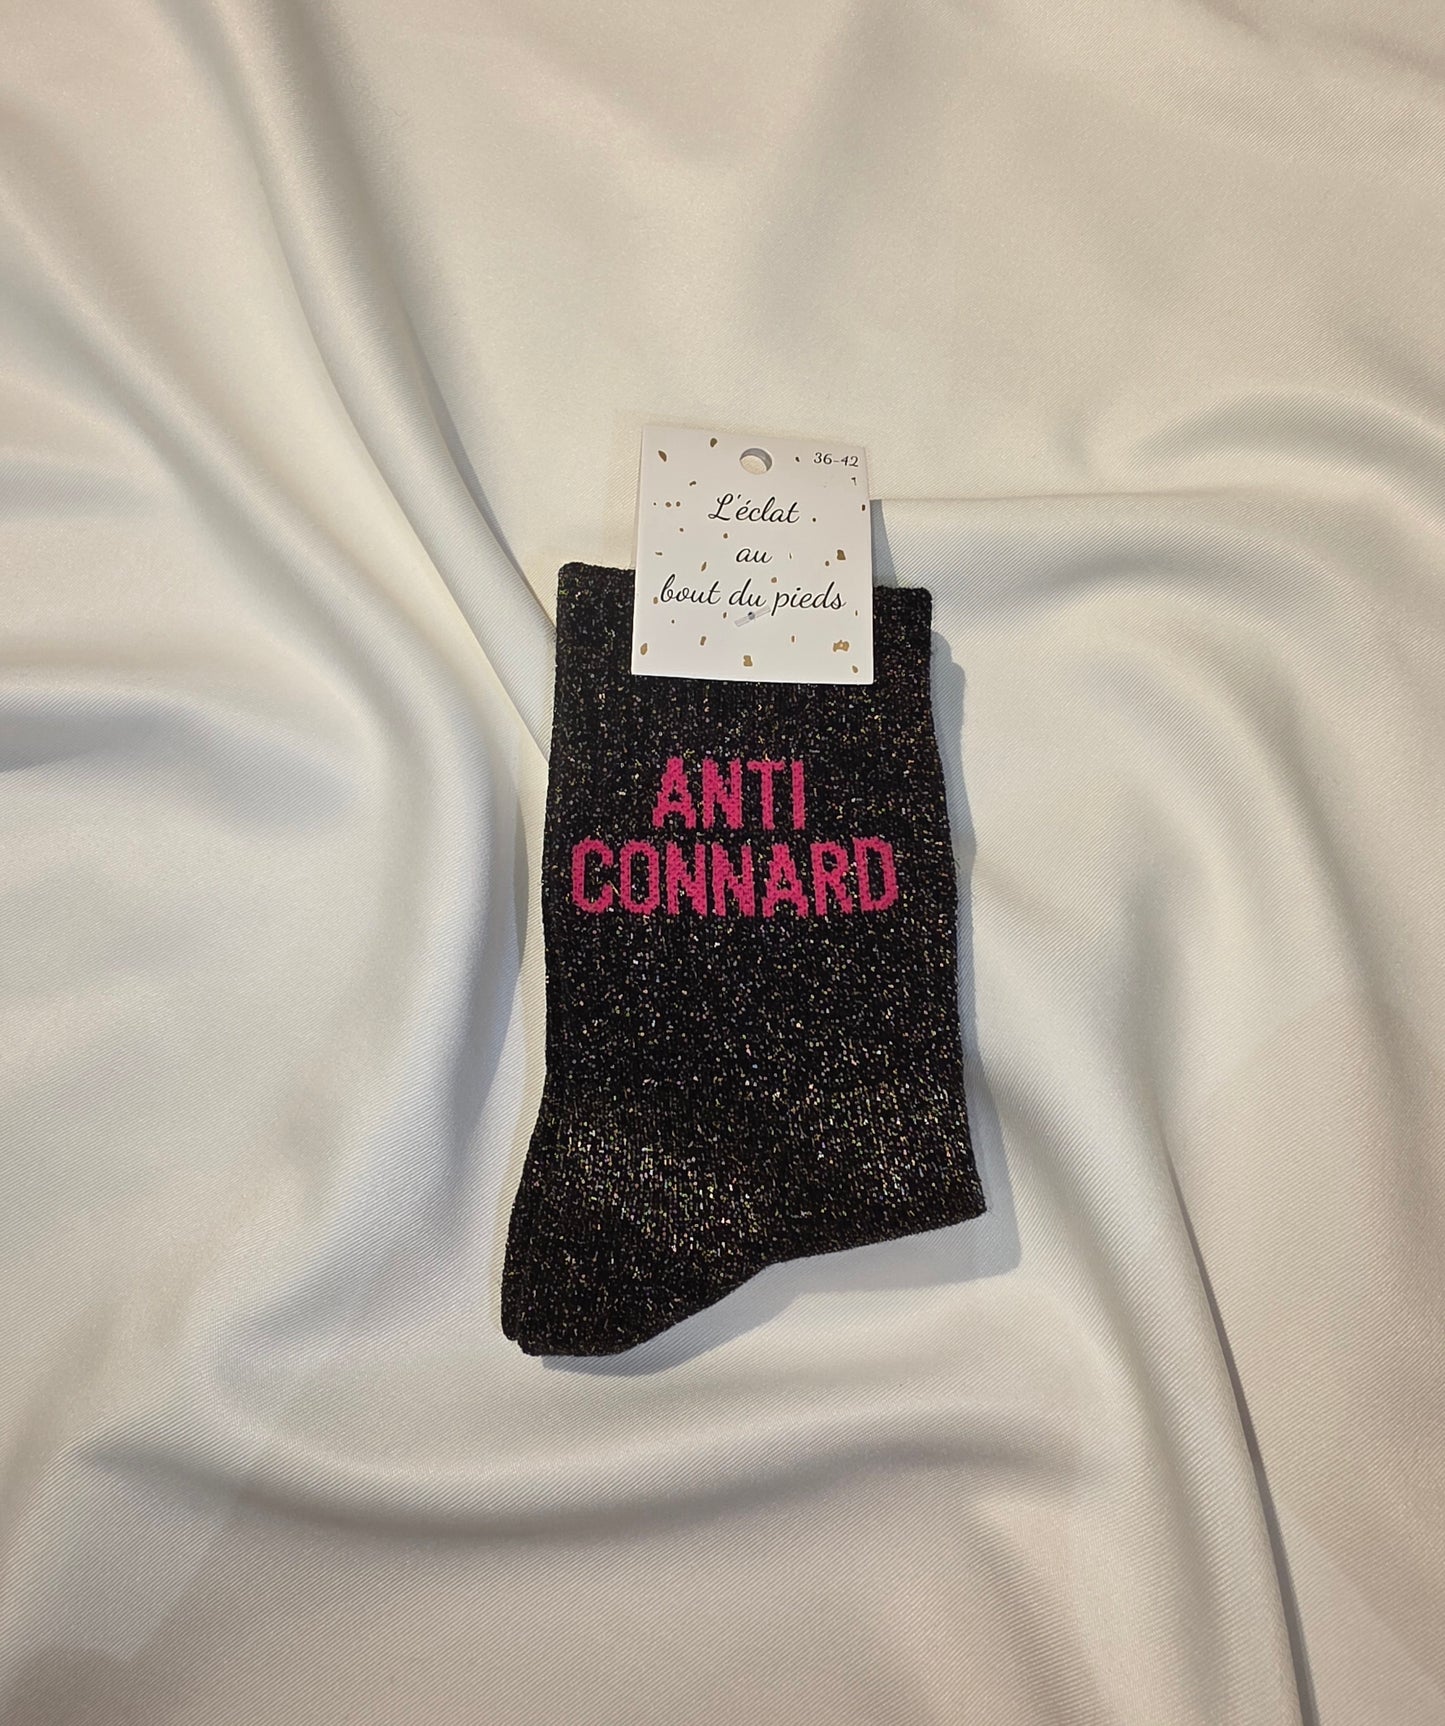 36-42
L'éclat
au
bout du pieds
ANTI
CONNARD